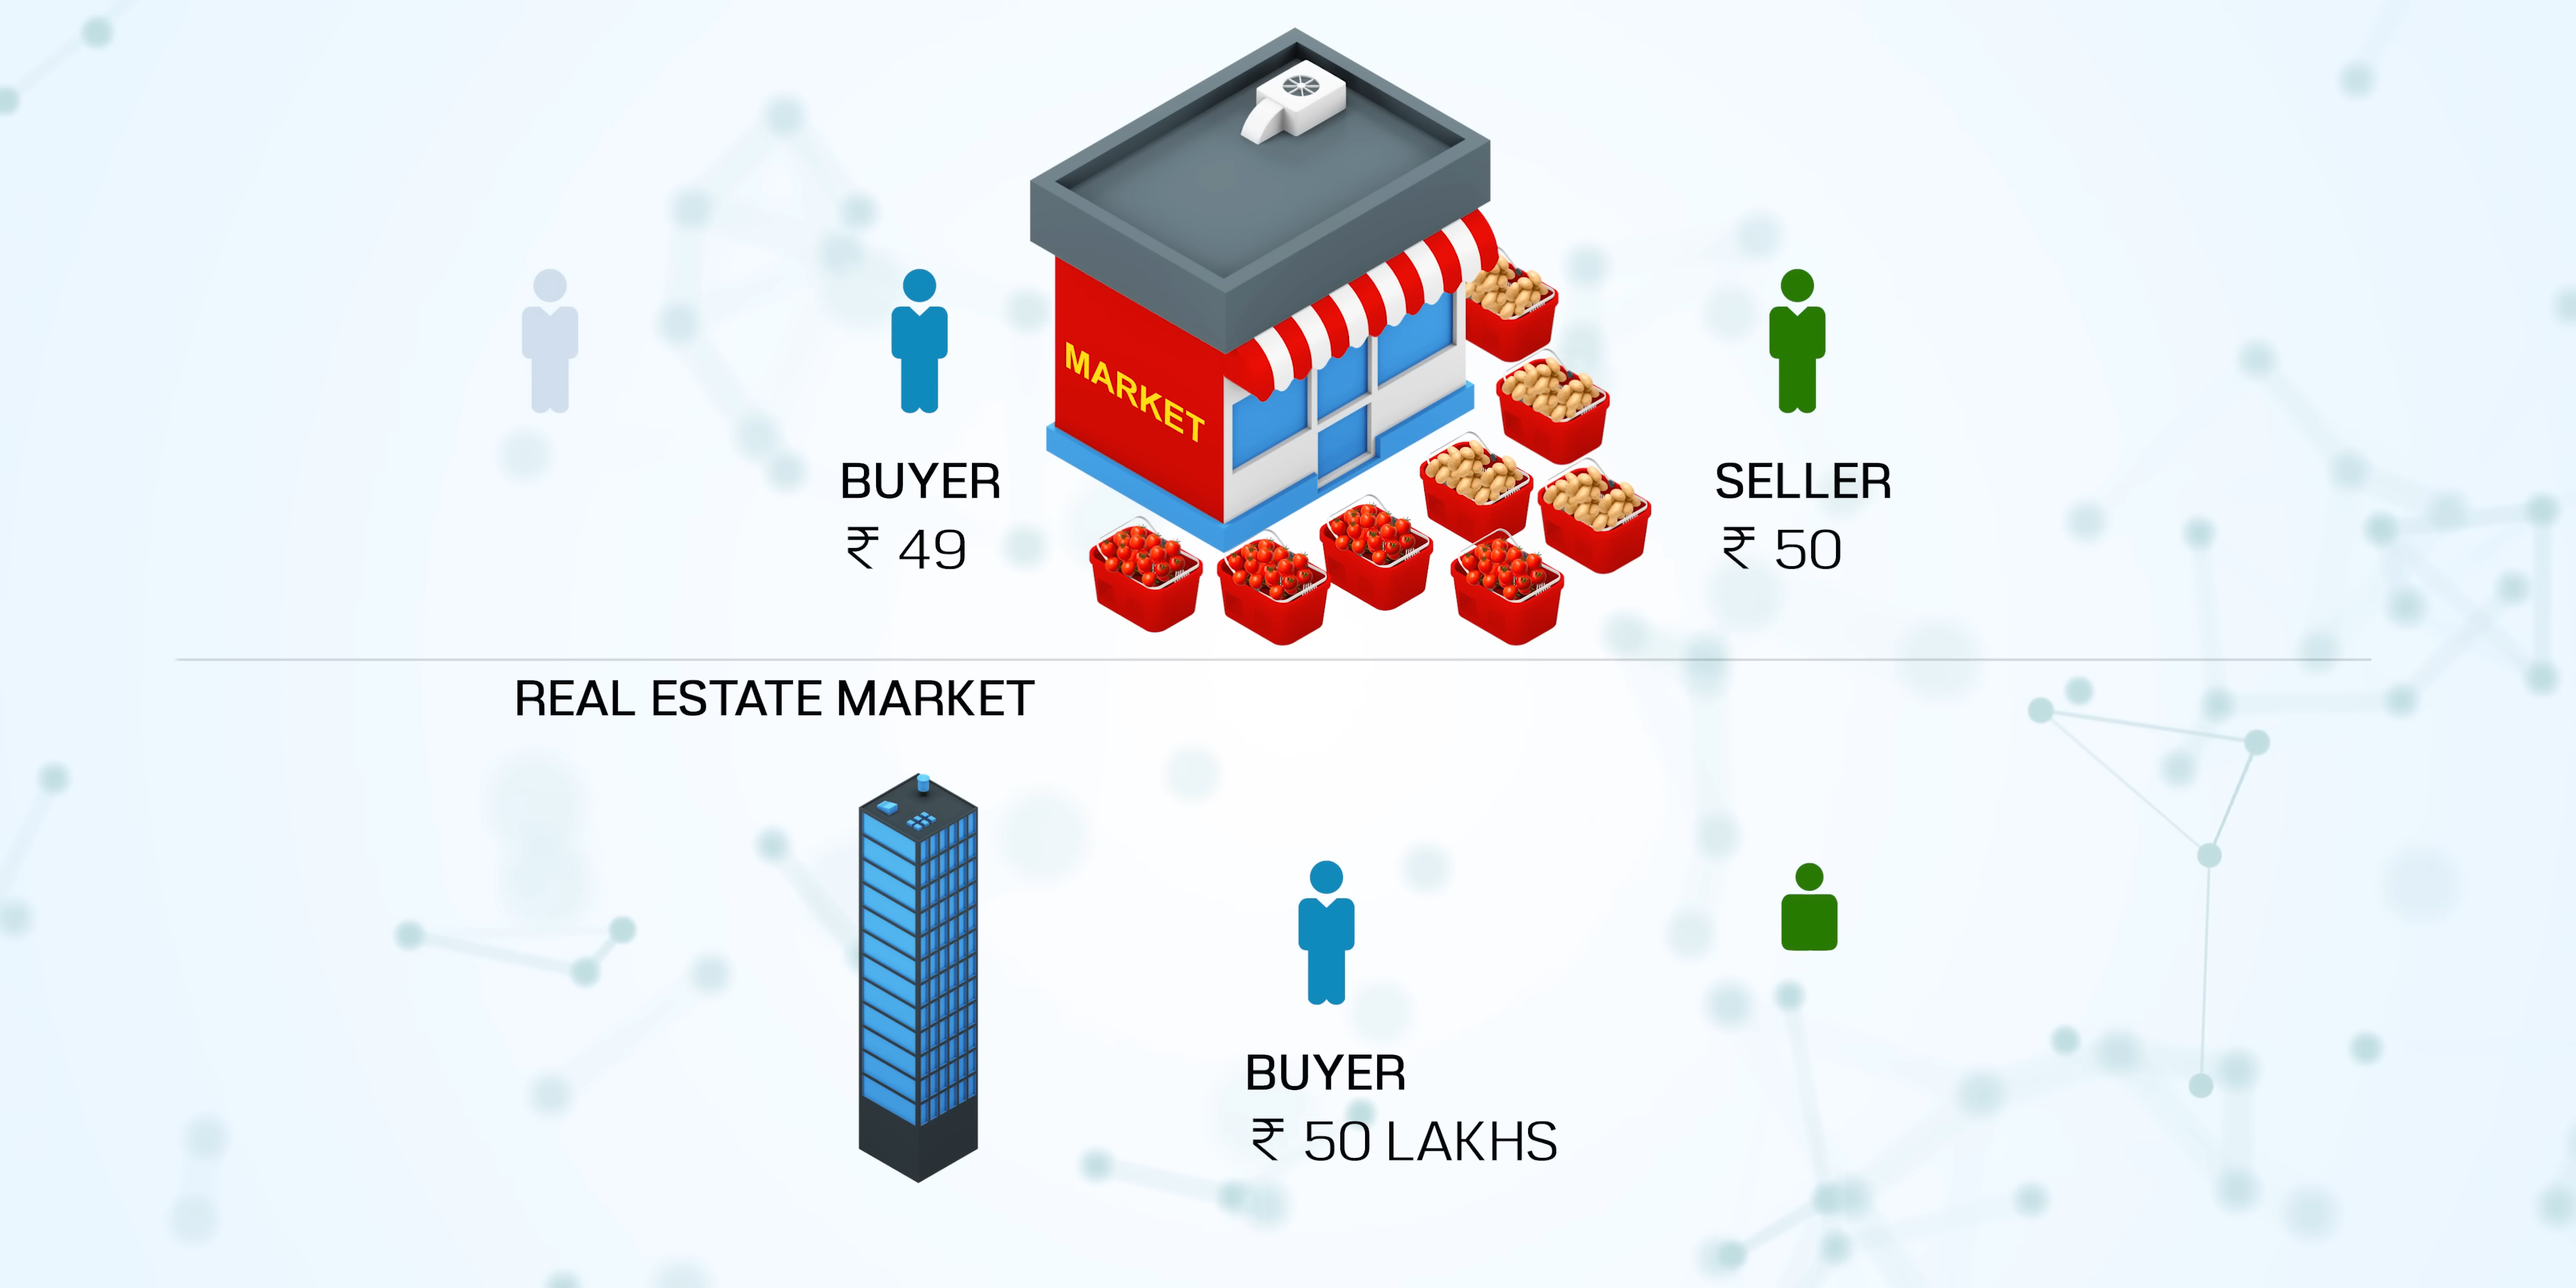 MARKET
BUYER
₹ 49
SELLER
₹ 50
REAL ESTATE MARKET
BUYER
₹ 50 LAKHS